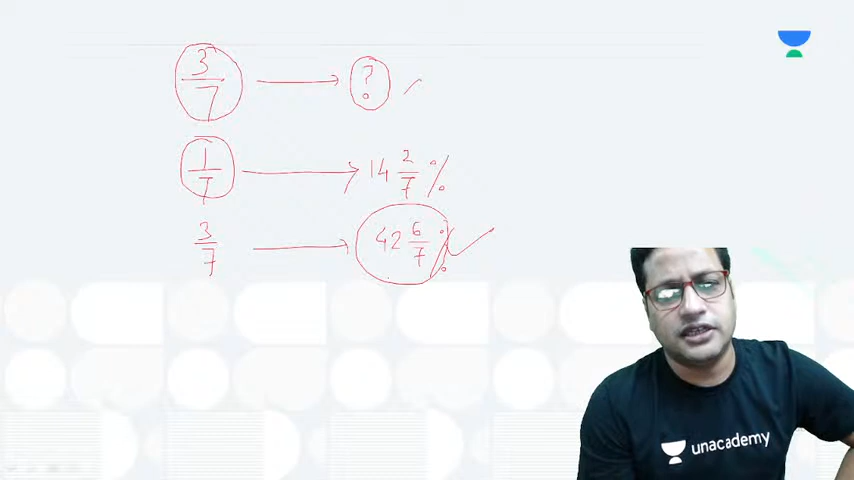 3/7 → ?
1/7 → 14 2/7 %
3/7 → 42 6/7 %
unacademy